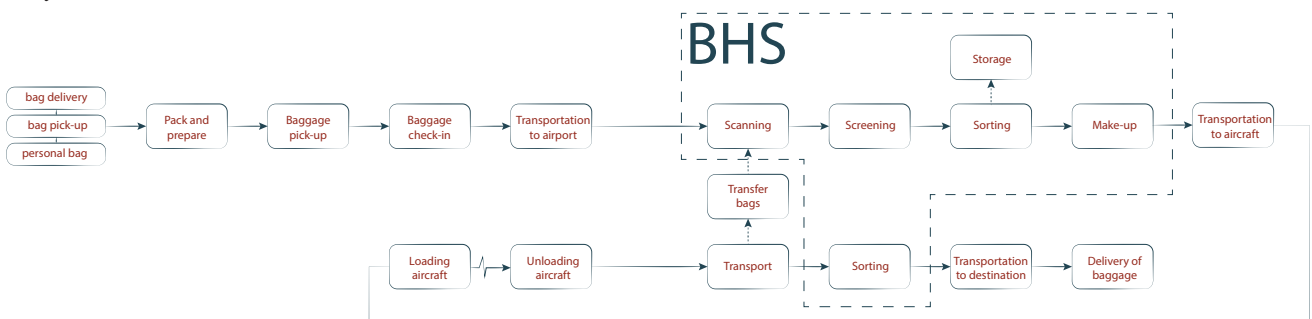 BHS
Storage
bag delivery
bag pick-up
personal bag
Pack and
prepare
Baggage
pick-up
Baggage
check-in
Transportation
to airport
Scanning
Screening
Sorting
Make-up
Transportation
to aircraft
Transfer
bags
Loading
aircraft
Unloading
aircraft
Transport
Sorting
Transportation
to destination
Delivery of
baggage